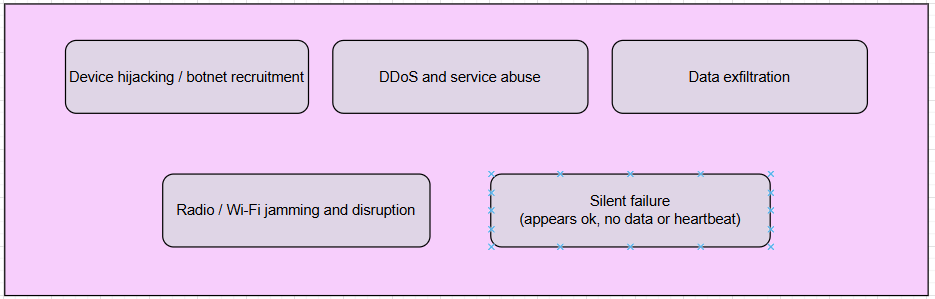 Device hijacking / botnet recruitment
DDoS and service abuse
Data exfiltration
Radio / Wi-Fi jamming and disruption
Silent failure
(appears ok, no data or heartbeat)